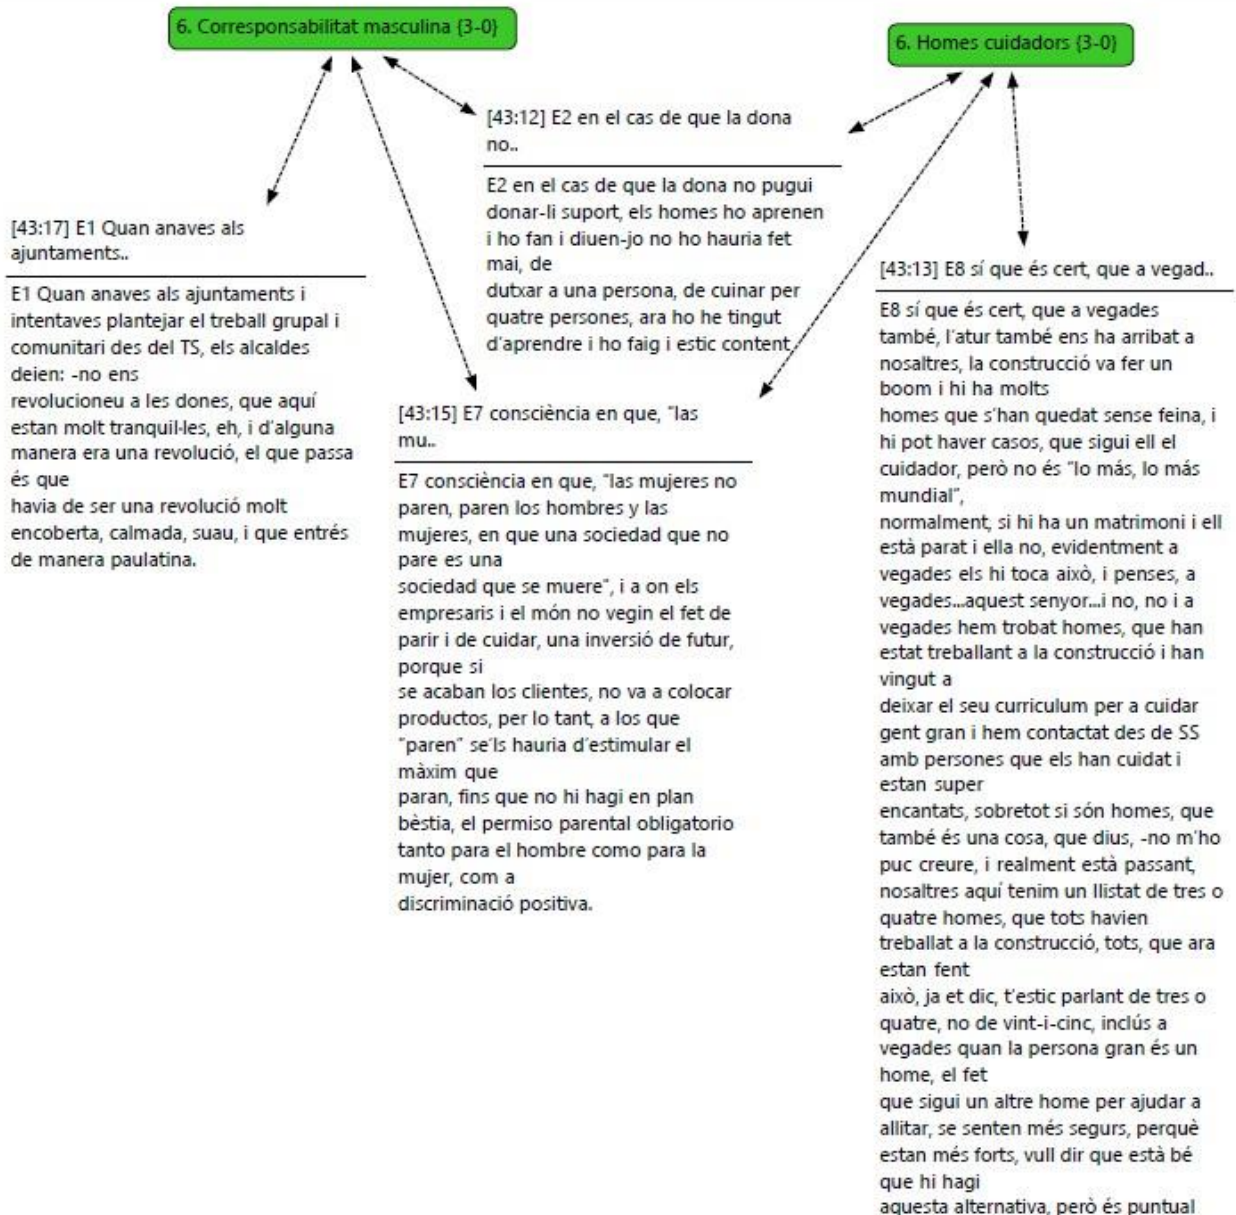 6. Corresponsabilitat masculina {3-0}
6. Homes cuidadors {3-0}
[43:12] E2 en el cas de que la dona
no..
E2 en el cas de que la dona no pugui
donar-li suport, els homes ho aprenen
i ho fan i diuen-jo no ho hauria fet
mai, de
dutxar a una persona, de cuinar per
quatre persones, ara ho he tingut
d'aprendre i ho faig i estic content.
[43:17] E1 Quan anaves als
ajuntaments..
E1 Quan anaves als ajuntaments i
intentaves plantejar el treball grupal i
comunitari des del TS, els alcaldes
deien: -no ens
revolucioneu a les dones, que aquí
estan molt tranquil·les, eh, i d'alguna
manera era una revolució, el que passa
és que
havia de ser una revolució molt
encoberta, calmada, suau, i que entrés
de manera paulatina.
[43:15] E7 consciència en que, "las
mu..
E7 consciència en que, "las mujeres no
paren, paren los hombres y las
mujeres, en que una sociedad que no
pare es una
sociedad que se muere", i a on els
empresaris i el món no vegin el fet de
parir i de cuidar, una inversió de futur,
porque si
se acaban los clientes, no va a colocar
productos, per lo tant, a los que
"paren" se'ls hauria d'estimular el
màxim que
paran, fins que no hi hagi en plan
bèstia, el permiso parental obligatorio
tanto para el hombre como para la
mujer, com a
discriminació positiva.
[43:13] E8 sí que és cert, que a vegad..
E8 sí que és cert, que a vegades
també, l'atur també ens ha arribat a
nosaltres, la construcció va fer un
boom i hi ha molts
homes que s'han quedat sense feina, i
hi pot haver casos, que sigui ell el
cuidador, però no és "lo más, lo más
mundial",
normalment, si hi ha un matrimoni i ell
està parat i ella no, evidentment a
vegades els hi toca això, i penses, a
vegades...aquest senyor...i no, no i a
vegades hem trobat homes, que han
estat treballant a la construcció i han
vingut a
deixar el seu curriculum per a cuidar
gent gran i hem contactat des de SS
amb persones que els han cuidat i
estan super
encantats, sobretot si són homes, que
també és una cosa, que dius, -no m'ho
puc creure, i realment està passant,
nosaltres aquí tenim un llistat de tres o
quatre homes, que tots havien
treballat a la construcció, tots, que ara
estan fent
això, ja et dic, t'estic parlant de tres o
quatre, no de vint-i-cinc, inclús a
vegades quan la persona gran és un
home, el fet
que sigui un altre home per ajudar a
allitar, se senten més segurs, perquè
estan més forts, vull dir que està bé
que hi hagi
aquesta alternativa, però és puntual